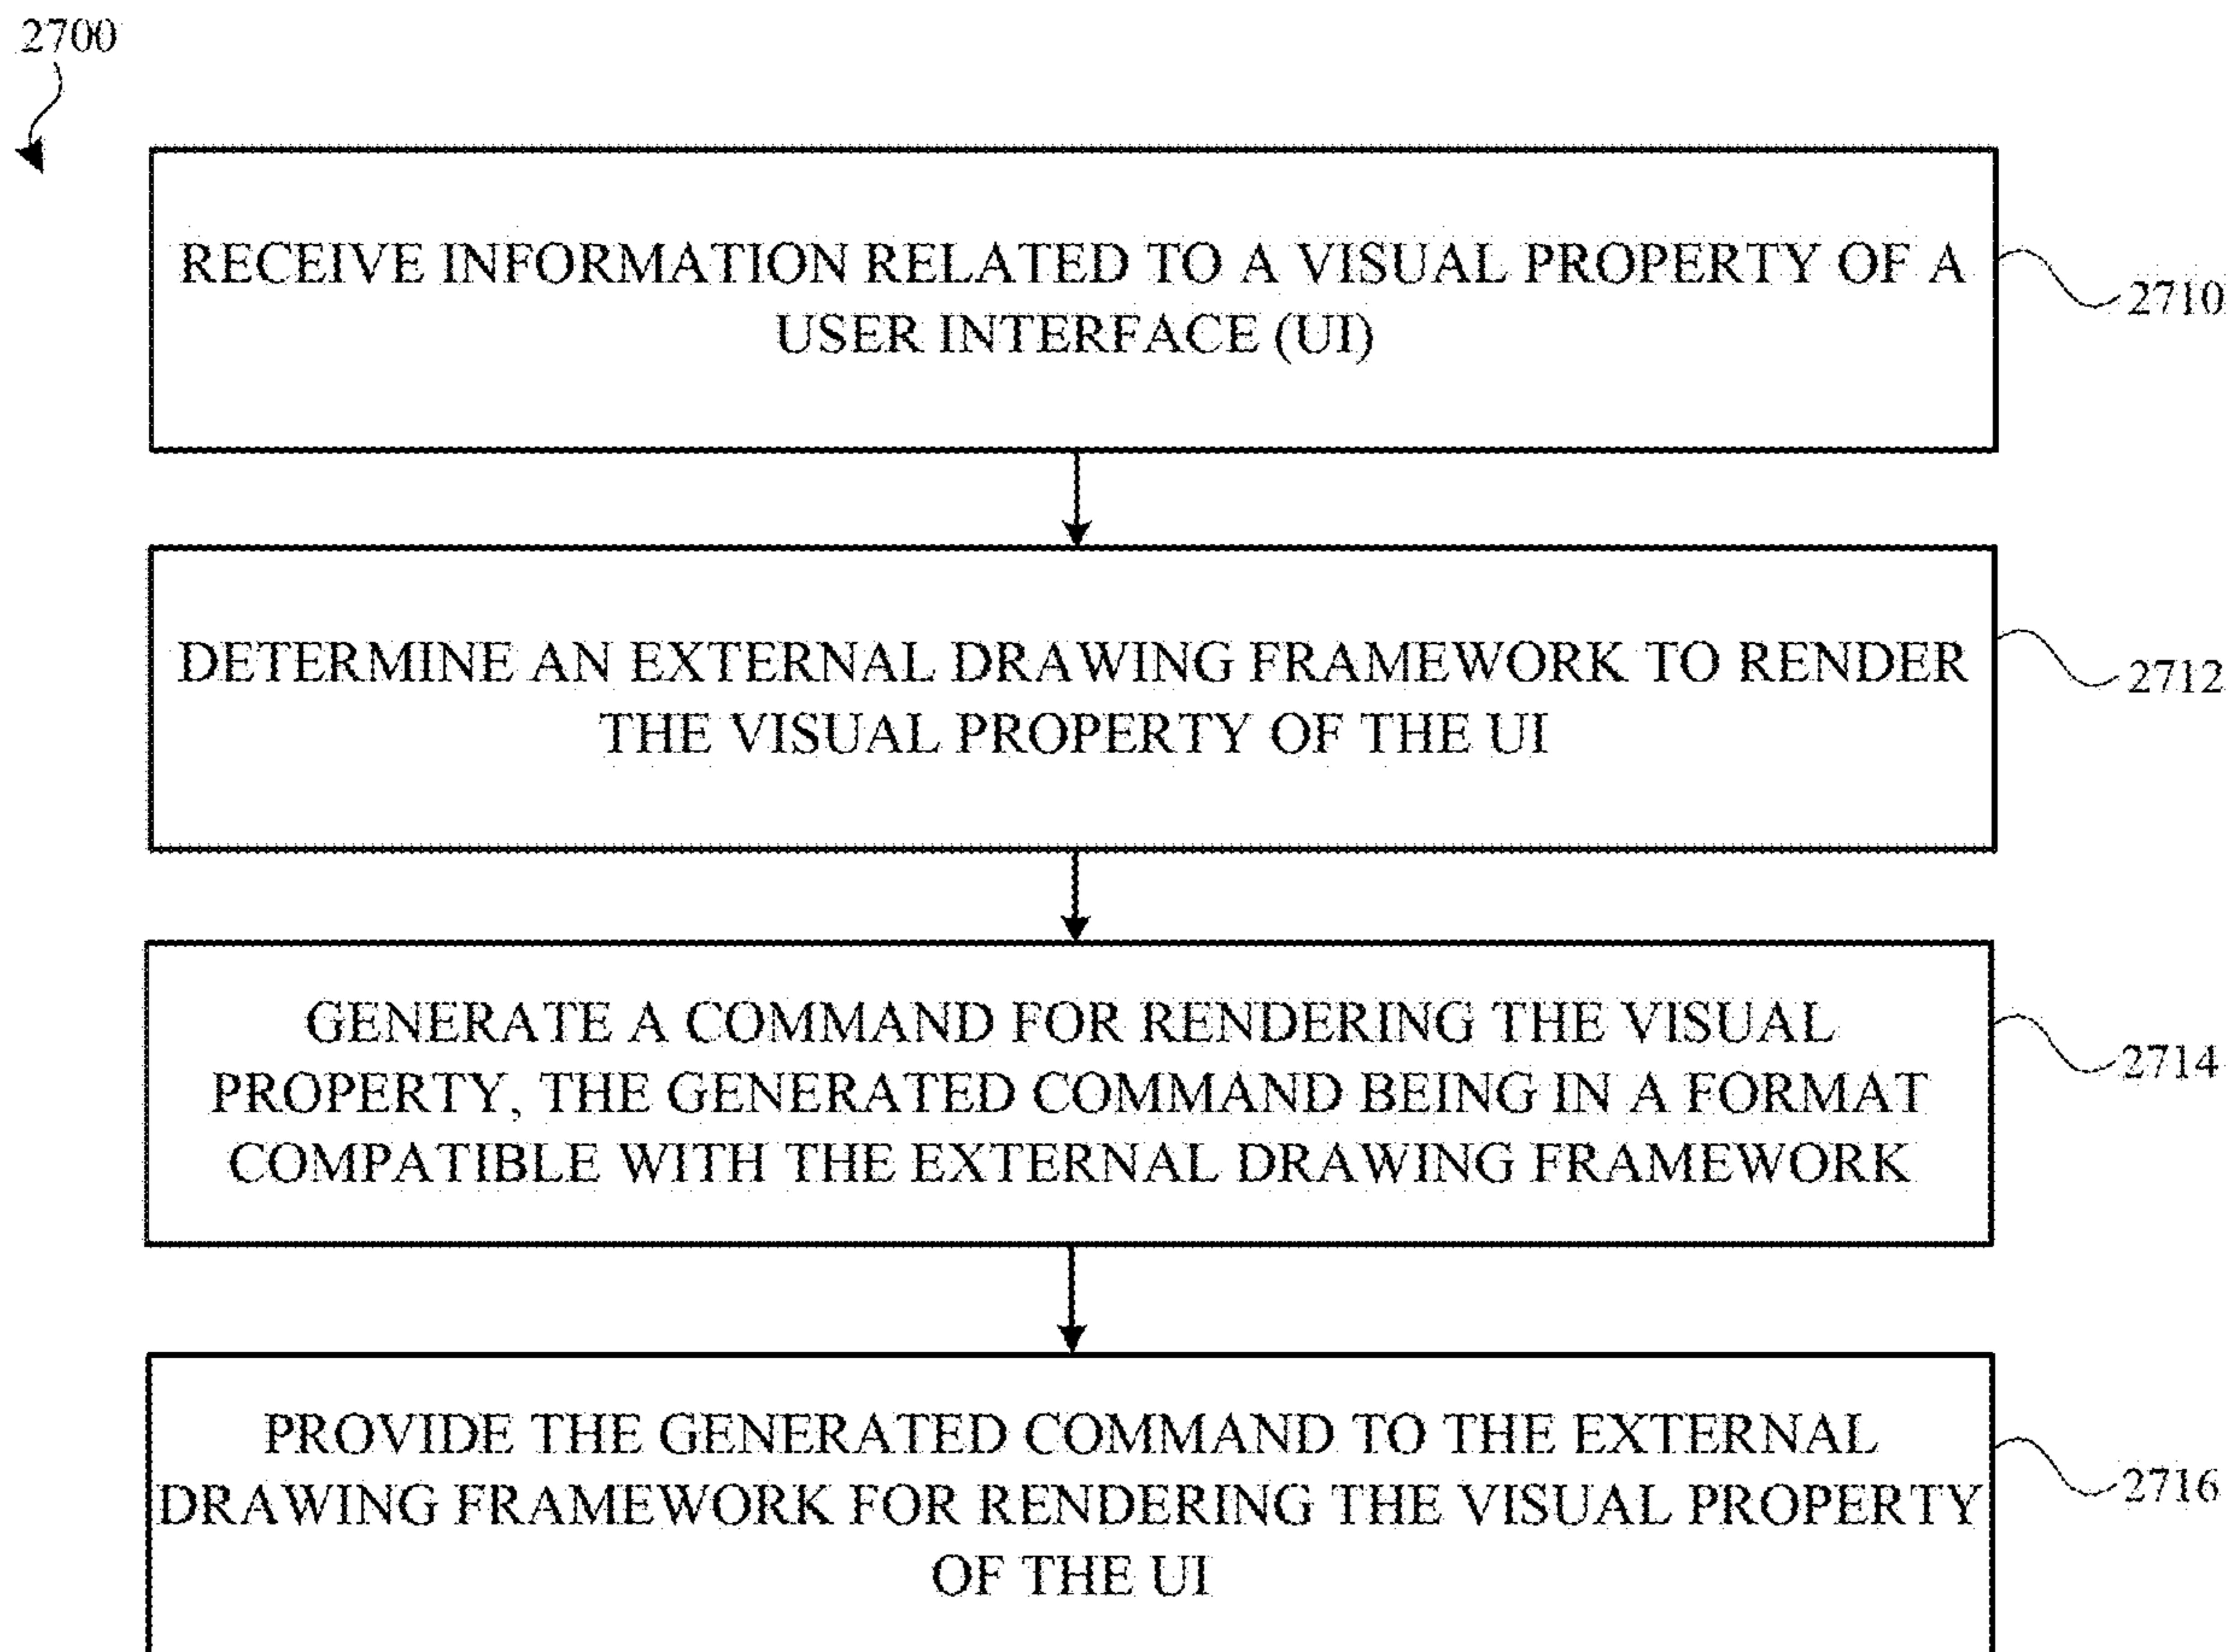 2700
RECEIVE INFORMATION RELATED TO A VISUAL PROPERTY OF A
USER INTERFACE (UI)
2710
DETERMINE AN EXTERNAL DRAWING FRAMEWORK TO RENDER
THE VISUAL PROPERTY OF THE UI
2712
GENERATE A COMMAND FOR RENDERING THE VISUAL
PROPERTY, THE GENERATED COMMAND BEING IN A FORMAT
COMPATIBLE WITH THE EXTERNAL DRAWING FRAMEWORK
2714
PROVIDE THE GENERATED COMMAND TO THE EXTERNAL
DRAWING FRAMEWORK FOR RENDERING THE VISUAL PROPERTY
OF THE UI
2716